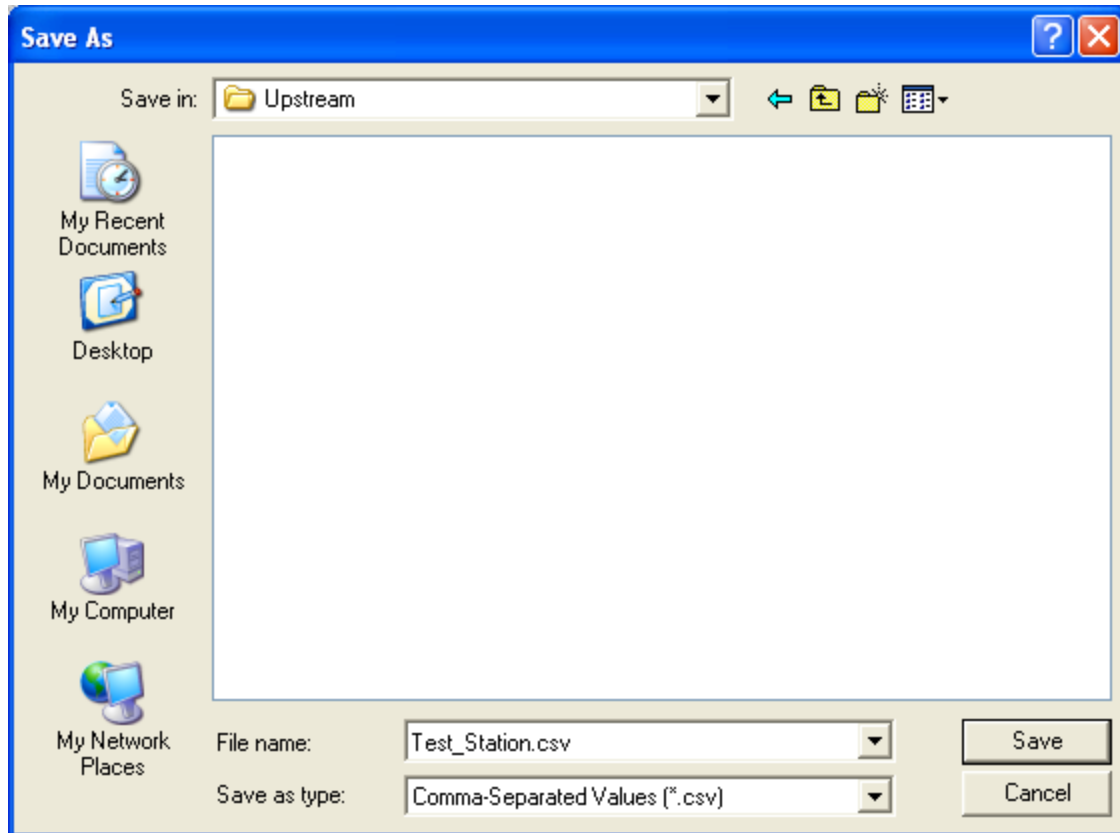 Save As
Save in:
Upstream
My Recent
Documents
Desktop
My Documents
My Computer
My Network
Places
File name:
Test_Station.csv
Save
Save as type:
Comma-Separated Values (*.csv)
Cancel